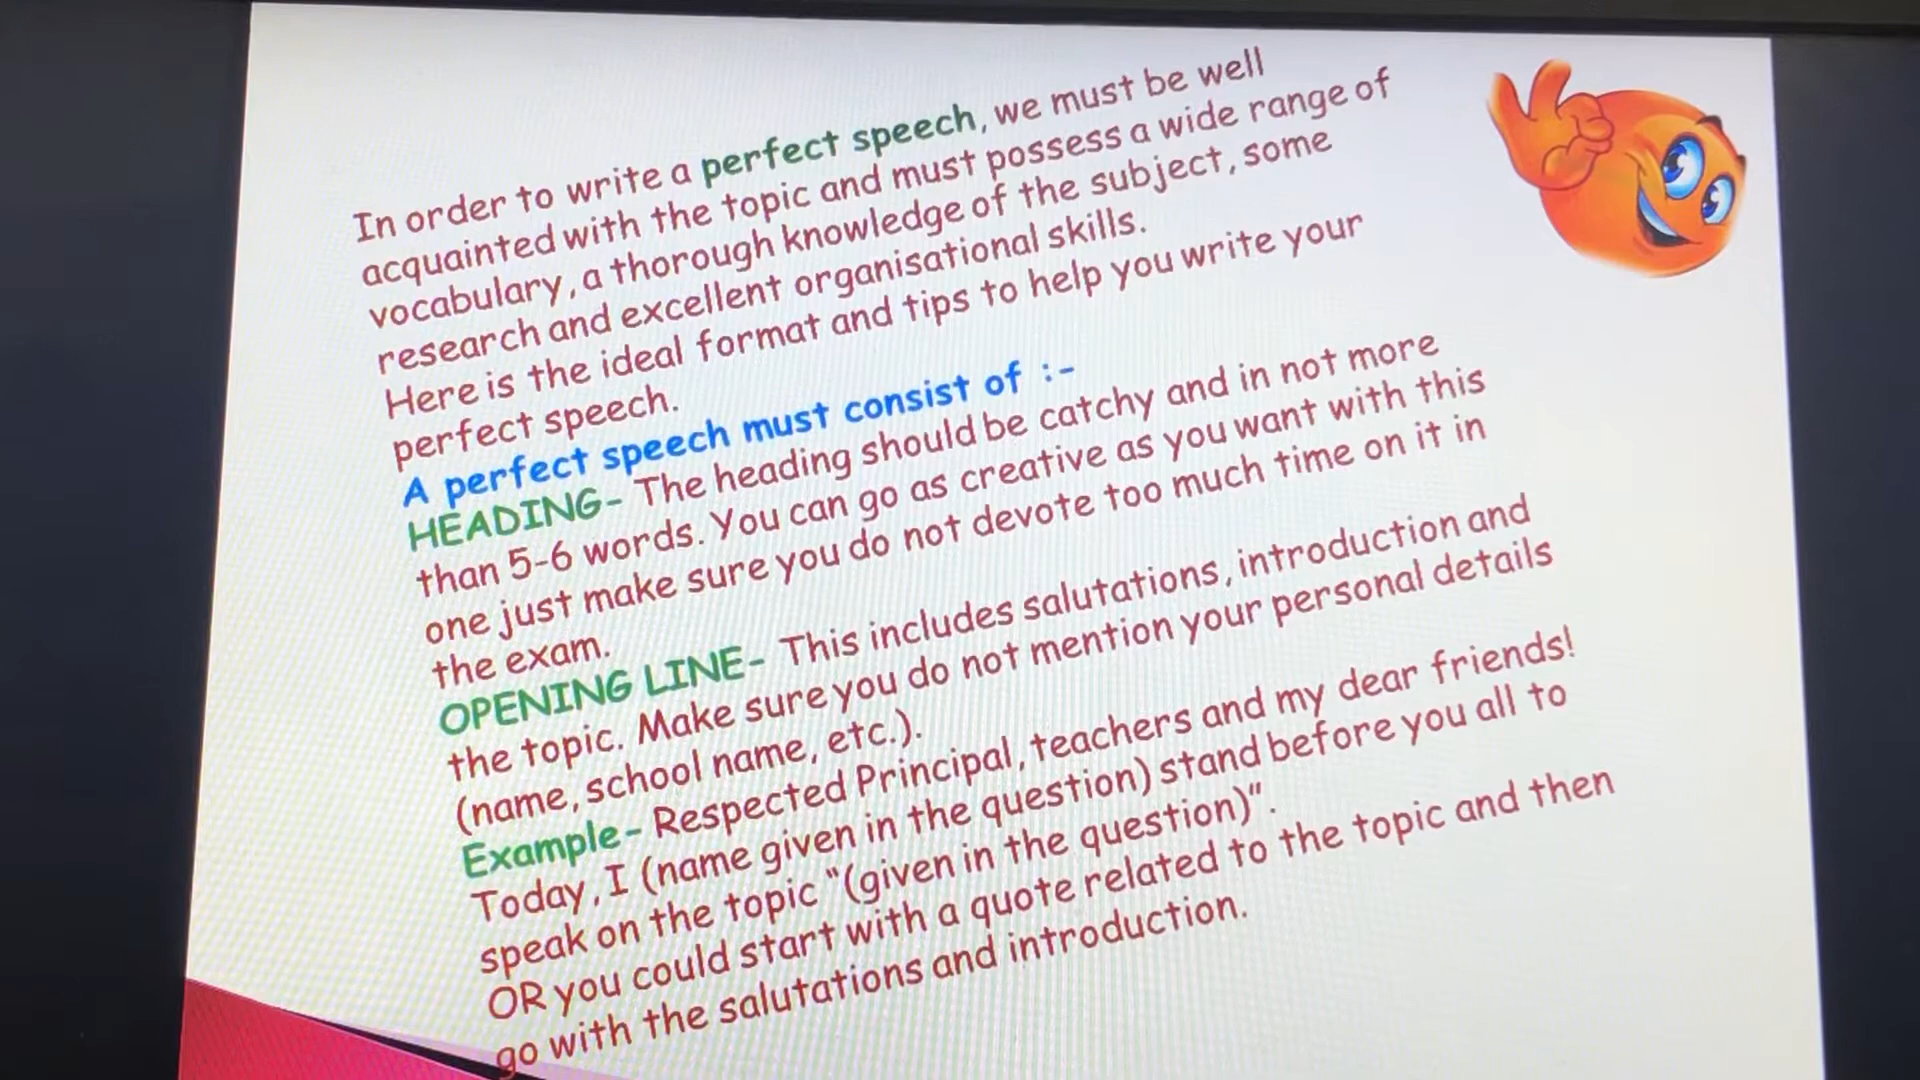 In order to write a perfect speech, we must be well
acquainted with the topic and must possess a wide range of
vocabulary, a thorough knowledge of the subject, some
research and excellent organisational skills.
Here is the ideal format and tips to help you write your
perfect speech.
A perfect speech must consist of :-
HEADING- The heading should be catchy and in not more
than 5-6 words. You can go as creative as you want with this
one just make sure you do not devote too much time on it in
the exam.
OPENING LINE- This includes salutations, introduction and
the topic. Make sure you do not mention your personal details
(name, school name, etc.).
Example- Respected Principal, teachers and my dear friends!
Today, I (name given in the question) stand before you all to
speak on the topic "(given in the question)".
OR you could start with a quote related to the topic and then
go with the salutations and introduction.